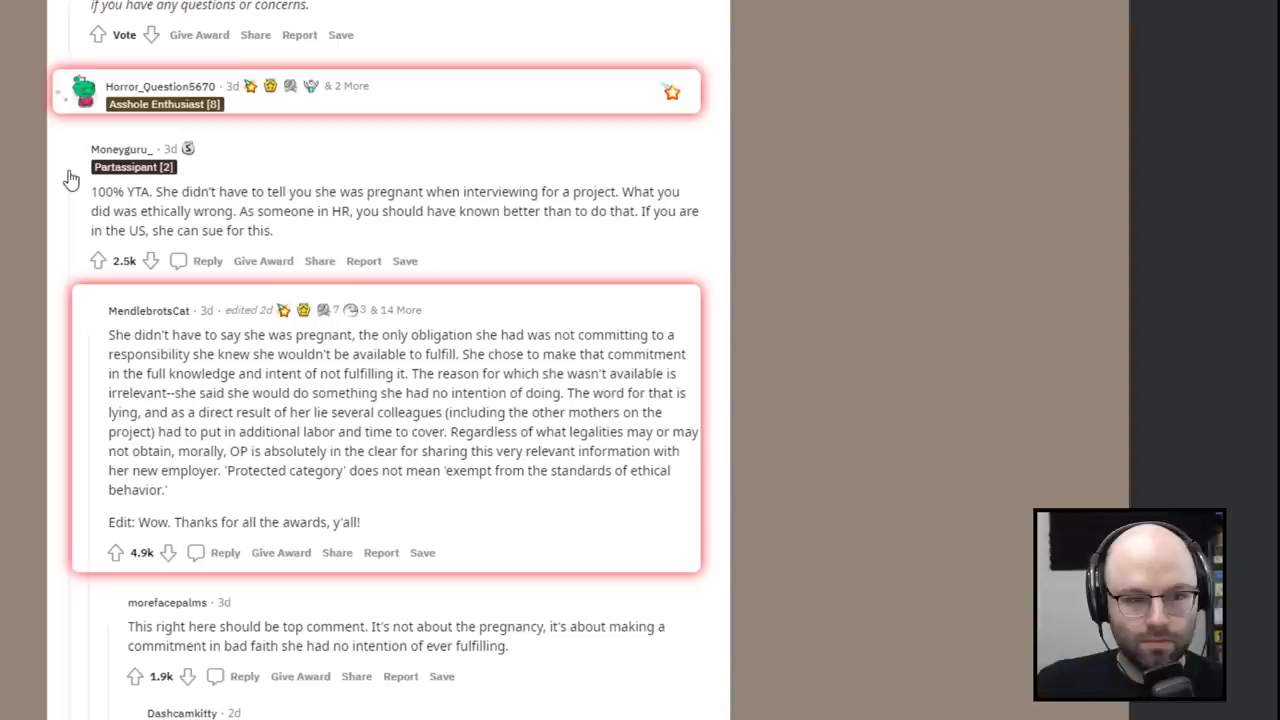 if you have any questions or concerns.
Vote Give Award Share Report Save
Horror_Question5670 · 3d & 2 More
Asshole Enthusiast [8]
Moneyguru_ · 3d S
Partassipant [2]
100% YTA. She didn't have to tell you she was pregnant when interviewing for a project. What you
did was ethically wrong. As someone in HR, you should have known better than to do that. If you are
in the US, she can sue for this.
2.5k Reply Give Award Share Report Save
MendlebrotsCat · 3d · edited 2d 7 3 & 14 More
She didn't have to say she was pregnant, the only obligation she had was not committing to a
responsibility she knew she wouldn't be available to fulfill. She chose to make that commitment
in the full knowledge and intent of not fulfilling it. The reason for which she wasn't available is
irrelevant--she said she would do something she had no intention of doing. The word for that is
lying, and as a direct result of her lie several colleagues (including the other mothers on the
project) had to put in additional labor and time to cover. Regardless of what legalities may or may
not obtain, morally, OP is absolutely in the clear for sharing this very relevant information with
her new employer. 'Protected category' does not mean 'exempt from the standards of ethical
behavior.'
Edit: Wow. Thanks for all the awards, y'all!
4.9k Reply Give Award Share Report Save
morefacepalms · 3d
This right here should be top comment. It's not about the pregnancy, it's about making a
commitment in bad faith she had no intention of ever fulfilling.
1.9k Reply Give Award Share Report Save
Dashcamkitty · 2d